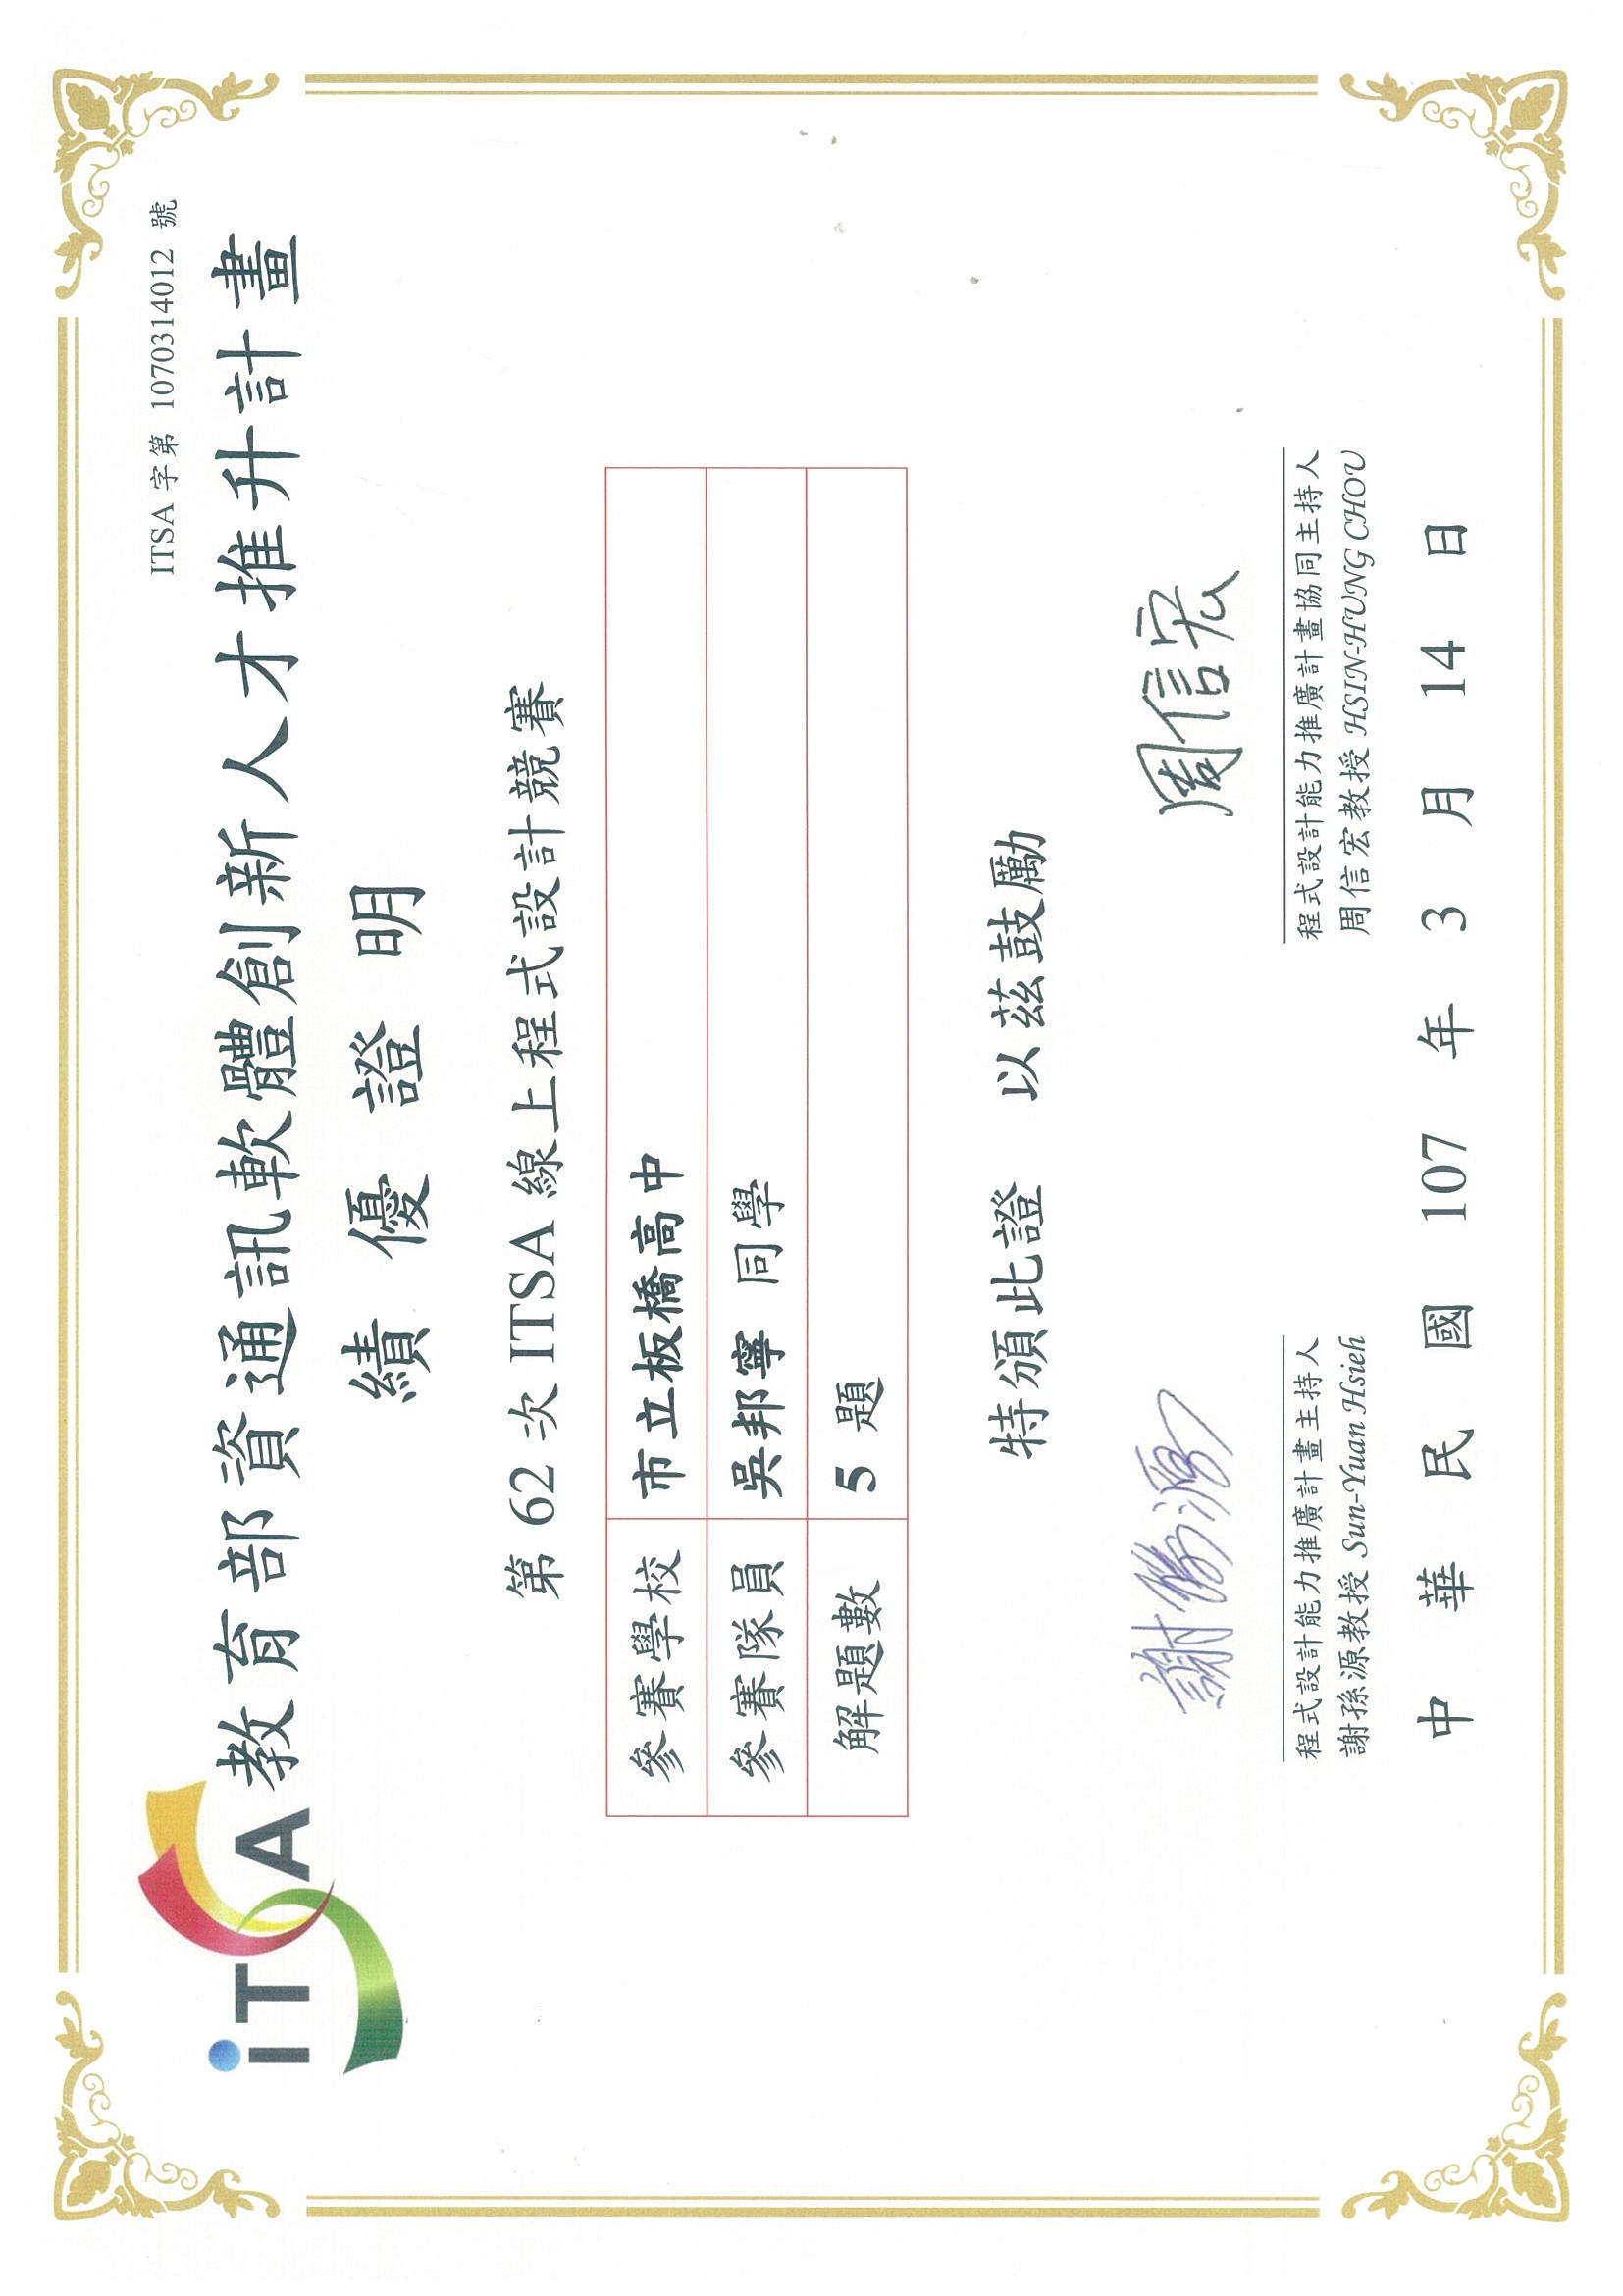 ITSA 字第 1070314012 號
iTSA
教育部資通訊軟體創新人才推升計畫
績優證明
第 62 次 ITSA 線上程式設計競賽
參賽學校 市立板橋高中
參賽隊員 吳邦寧 同學
解題數 5 題
特頒此證 以茲鼓勵
謝孫源 周信宏
程式設計能力推廣計畫主持人
謝孫源教授 Sun-Yuan Hsieh
程式設計能力推廣計畫協同主持人
周信宏教授 HSIN-HUNG CHOU
中華民國 107 年 3 月 14 日